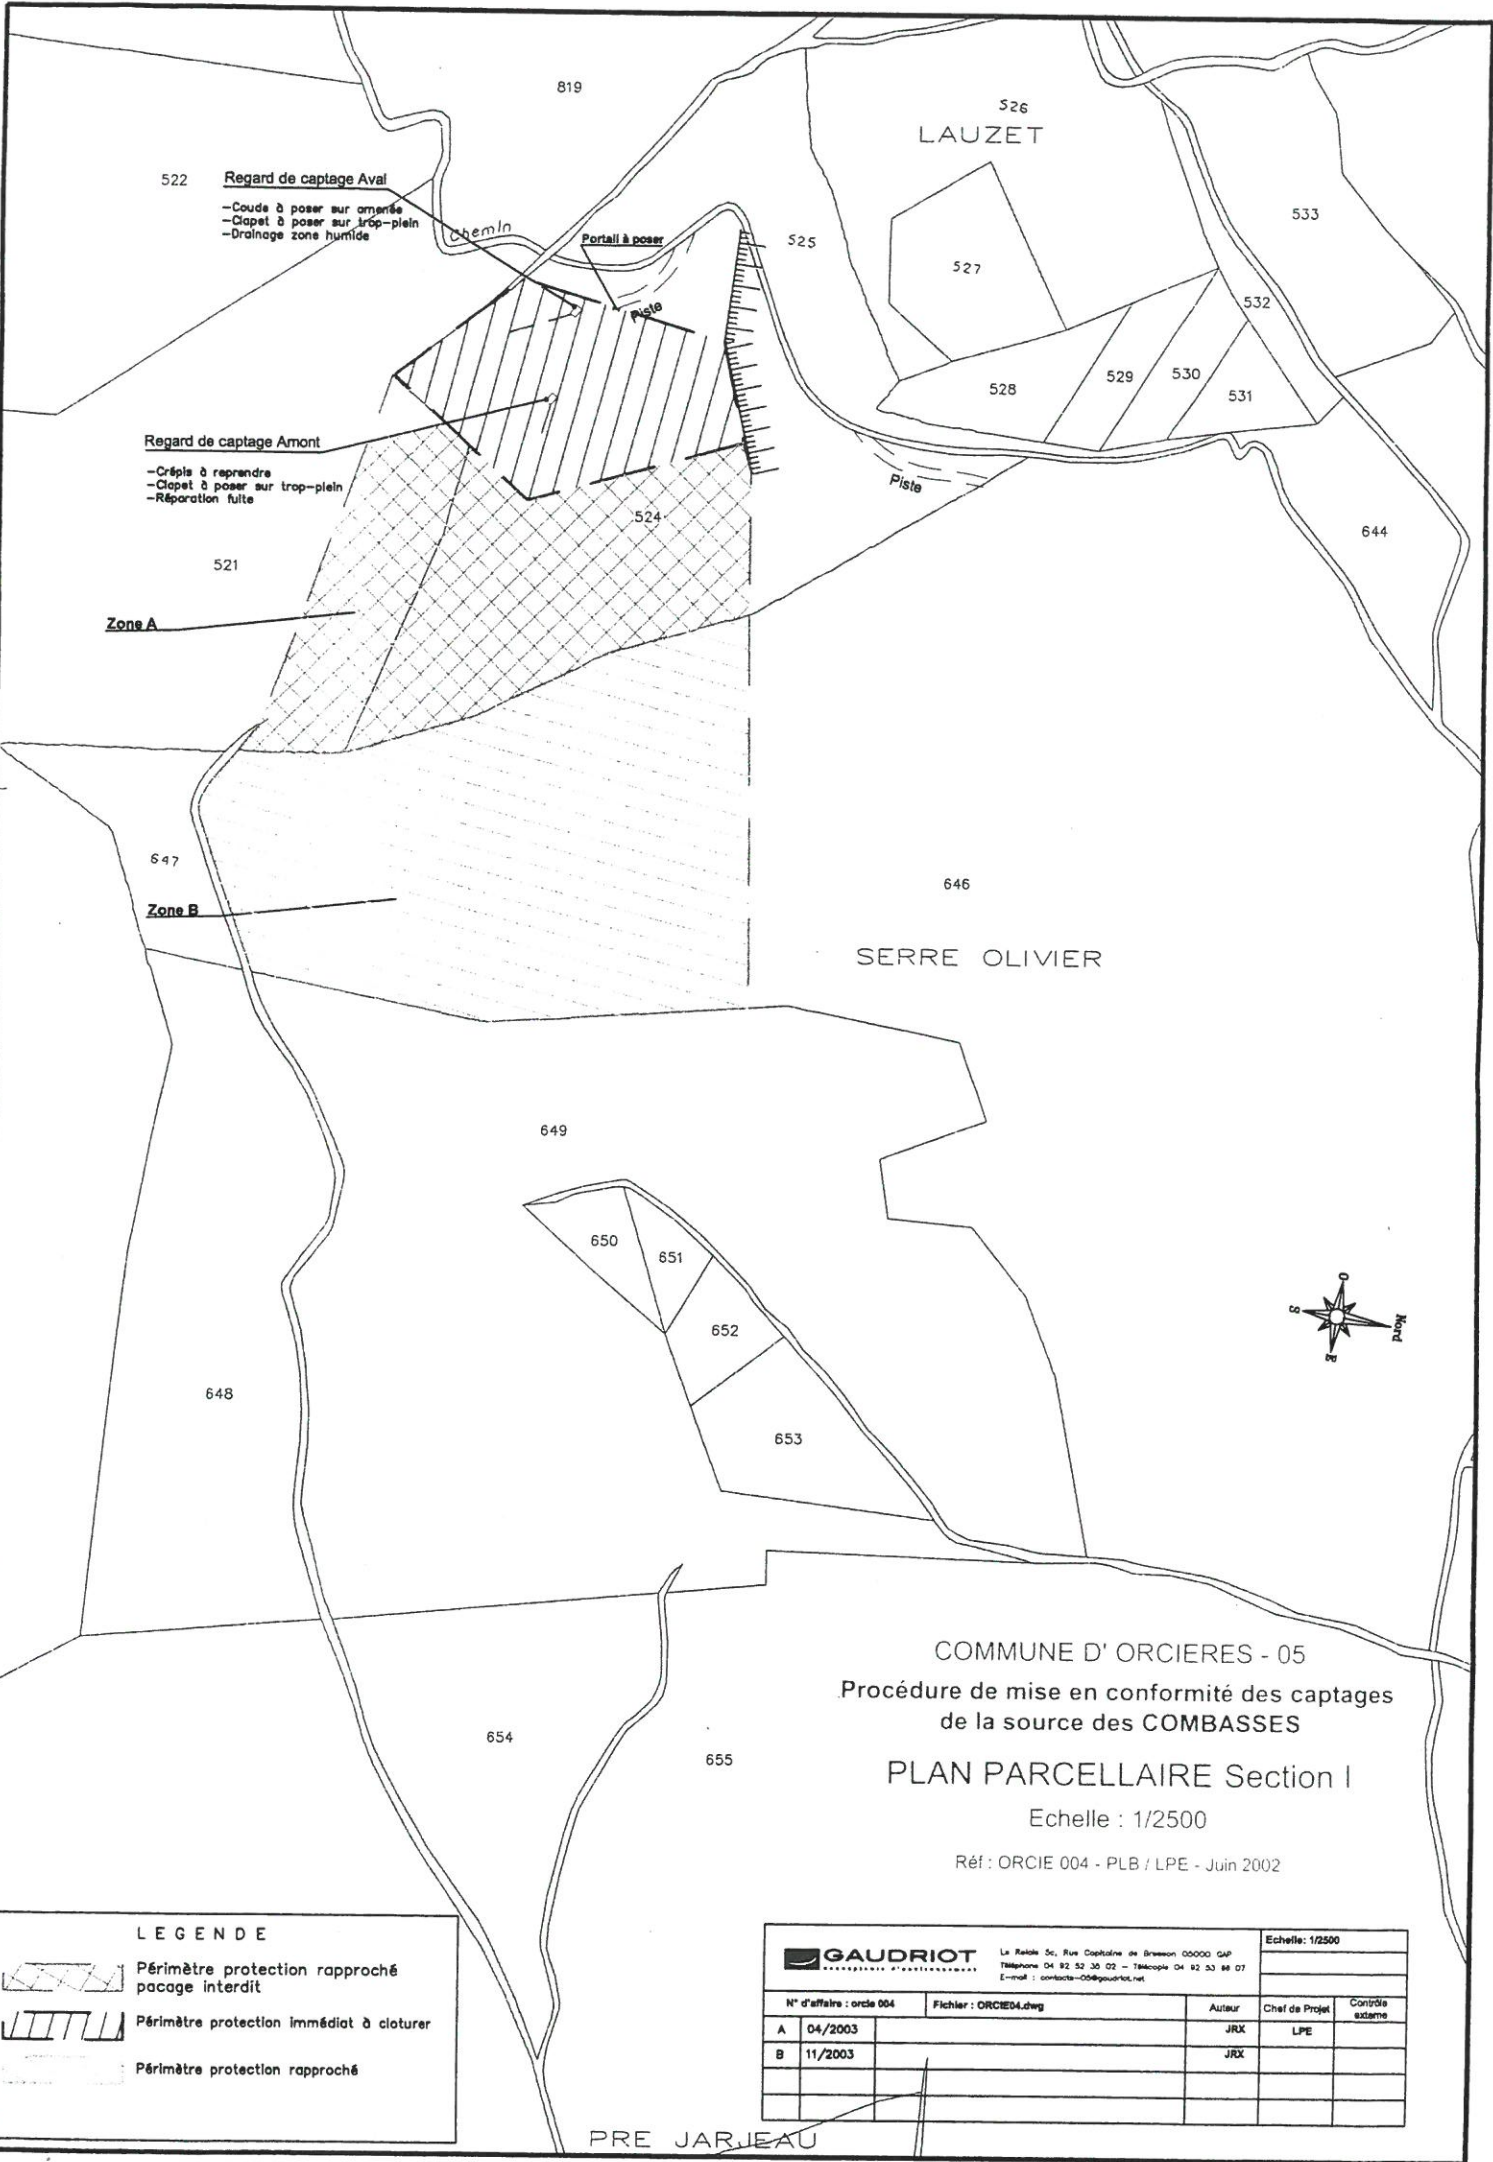 819
526
LAUZET
522
Regard de captage Aval
-Coude à poser sur amenée
-Clapet à poser sur trop-plein
-Drainage zone humide
Chemin
Portail à poser
Piste
525
527
533
532
528
529
530
531
Regard de captage Amont
-Crépis à reprendre
-Clapet à poser sur trop-plein
-Réparation fuite
Piste
524
644
521
Zone A
647
646
Zone B
SERRE OLIVIER
649
650
651
652
653
O
S
Nord
E
648
654
655
COMMUNE D' ORCIERES - 05
Procédure de mise en conformité des captages
de la source des COMBASSES
PLAN PARCELLAIRE Section I
Echelle : 1/2500
Réf : ORCIE 004 - PLB / LPE - Juin 2002
LEGENDE
Périmètre protection rapproché
pacage interdit
Périmètre protection immédiat à cloturer
Périmètre protection rapproché
GAUDRIOT
Echelle: 1/2500
N° d'affaire : orcie 004
Fichier : ORCIE04.dwg
Auteur
Chef de Projet
Contrôle
externe
A 04/2003 JRX LPE
B 11/2003 JRX
PRE JARJEAU